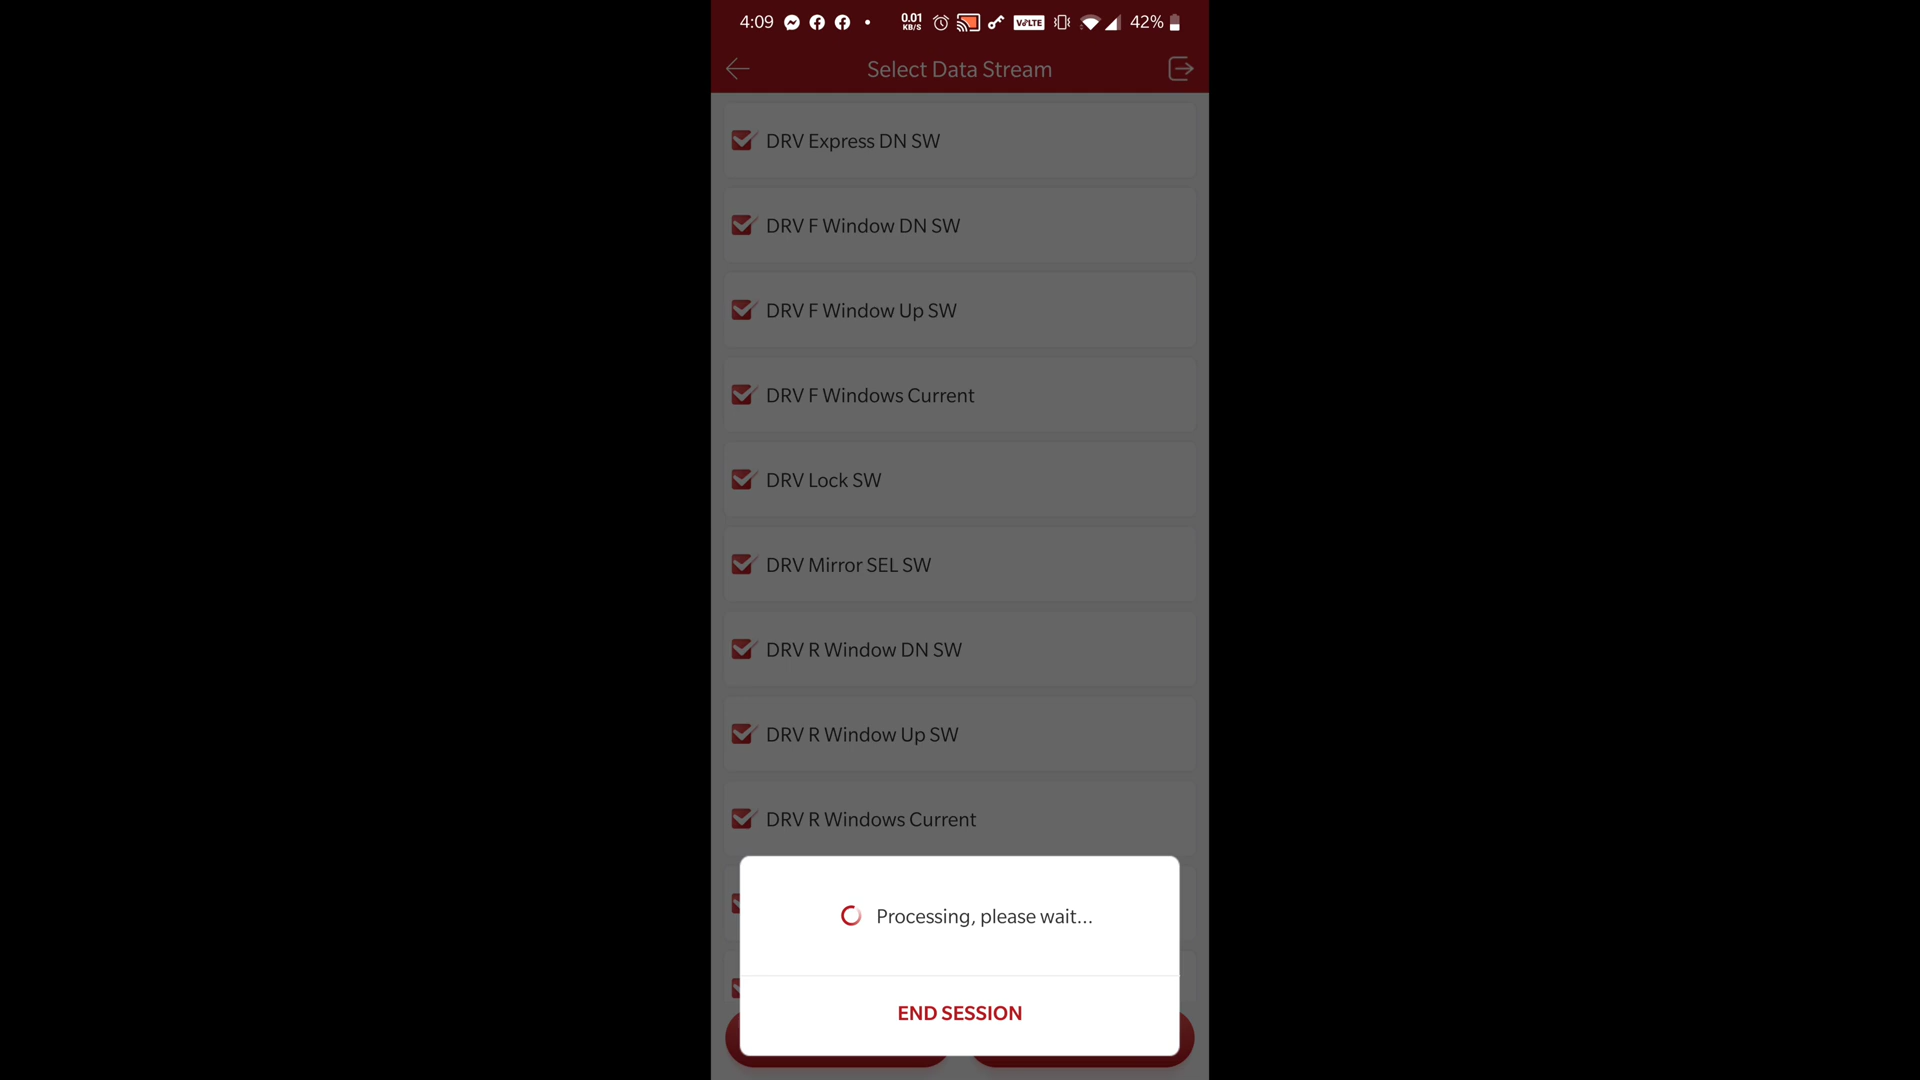 4:09 0.01 KB/S VoLTE 42%
Select Data Stream
DRV Express DN SW
DRV F Window DN SW
DRV F Window Up SW
DRV F Windows Current
DRV Lock SW
DRV Mirror SEL SW
DRV R Window DN SW
DRV R Window Up SW
DRV R Windows Current
Processing, please wait...
END SESSION